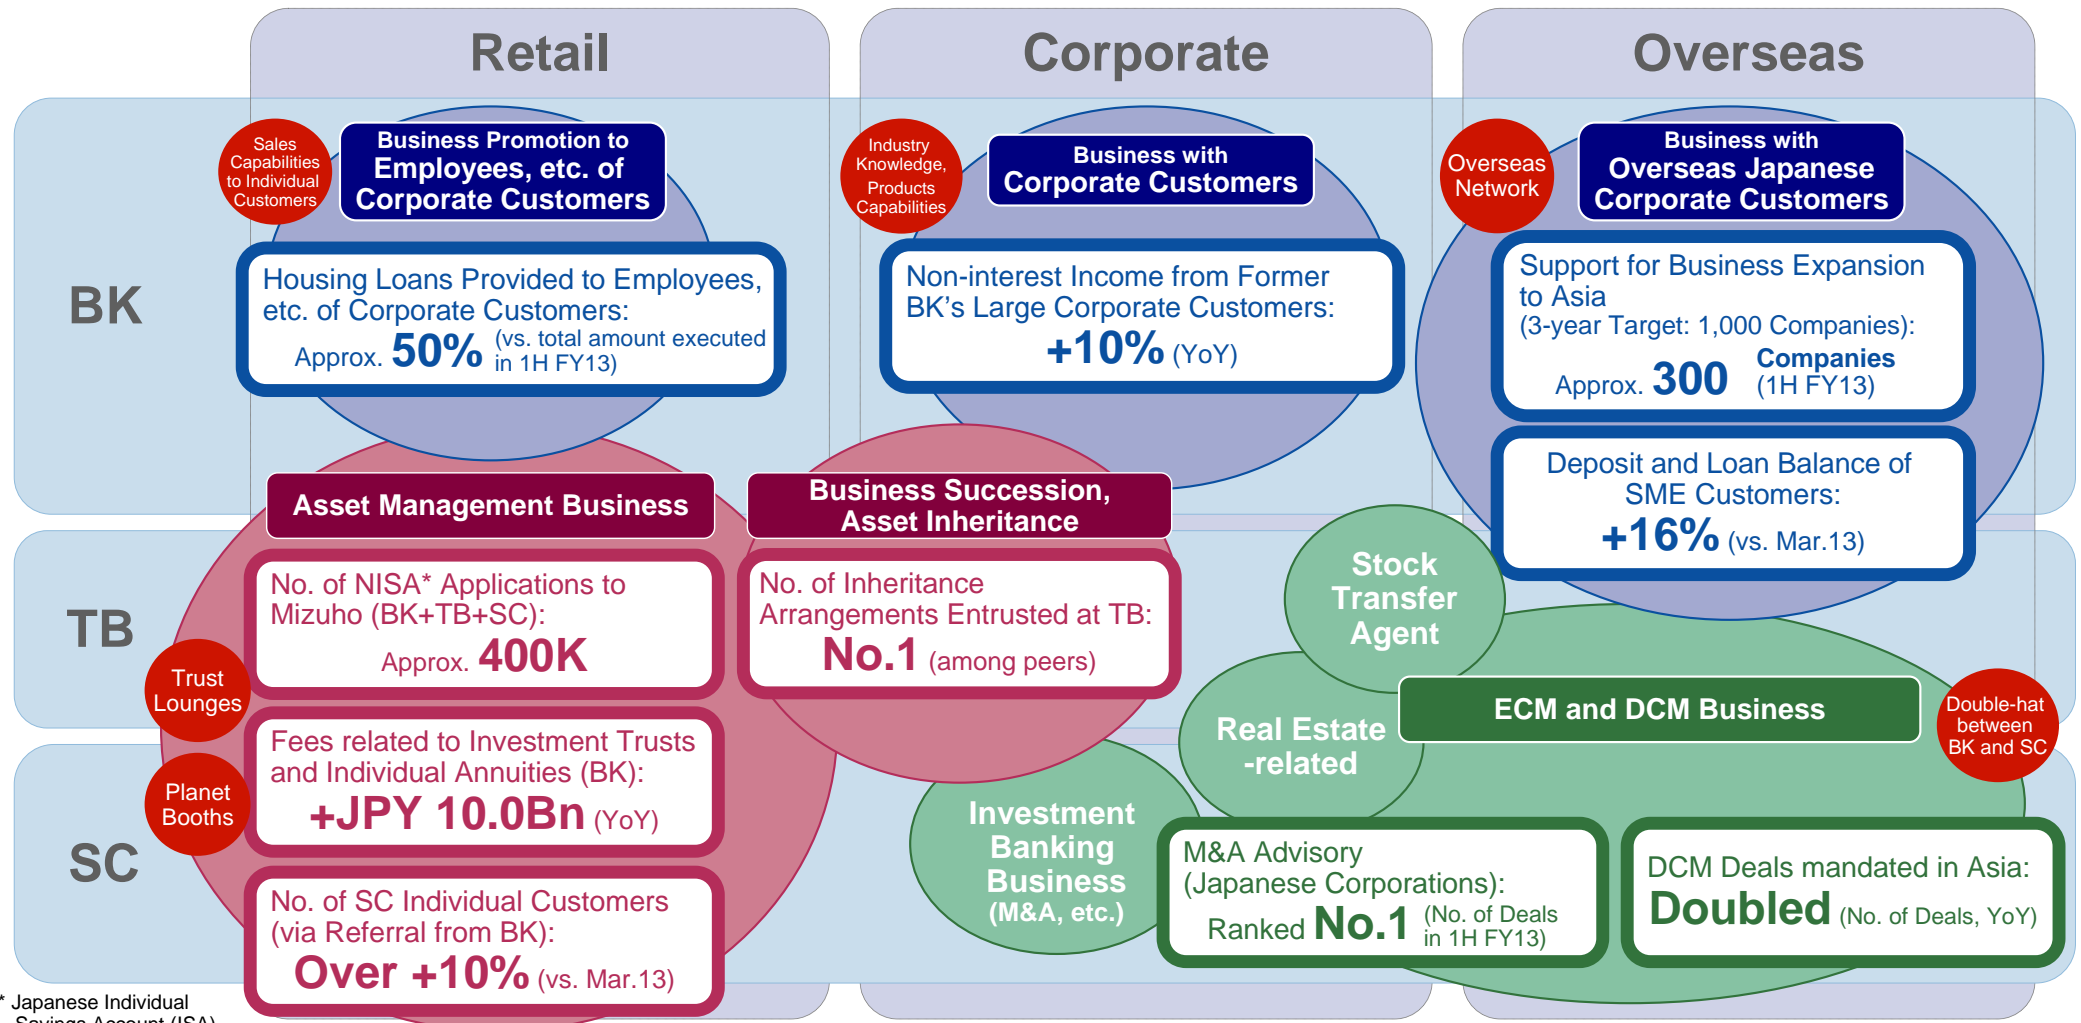 Retail
Corporate
Overseas
BK
TB
SC
Sales
Capabilities
to Individual
Customers
Business Promotion to
Employees, etc. of
Corporate Customers
Housing Loans Provided to Employees,
etc. of Corporate Customers:
Approx. 50% (vs. total amount executed
in 1H FY13)
Industry
Knowledge,
Products
Capabilities
Business with
Corporate Customers
Non-interest Income from Former
BK's Large Corporate Customers:
+10% (YoY)
Overseas
Network
Business with
Overseas Japanese
Corporate Customers
Support for Business Expansion
to Asia
(3-year Target: 1,000 Companies):
Approx. 300 Companies
(1H FY13)
Deposit and Loan Balance of
SME Customers:
+16% (vs. Mar.13)
Asset Management Business
No. of NISA* Applications to
Mizuho (BK+TB+SC):
Approx. 400K
Trust
Lounges
Planet
Booths
Fees related to Investment Trusts
and Individual Annuities (BK):
+JPY 10.0Bn (YoY)
No. of SC Individual Customers
(via Referral from BK):
Over +10% (vs. Mar.13)
Business Succession,
Asset Inheritance
No. of Inheritance
Arrangements Entrusted at TB:
No.1 (among peers)
Stock
Transfer
Agent
Real Estate
-related
Investment
Banking
Business
(M&A, etc.)
ECM and DCM Business
Double-hat
between
BK and SC
M&A Advisory
(Japanese Corporations):
Ranked No.1 (No. of Deals
in 1H FY13)
DCM Deals mandated in Asia:
Doubled (No. of Deals, YoY)
* Japanese Individual
Savings Account (ISA)